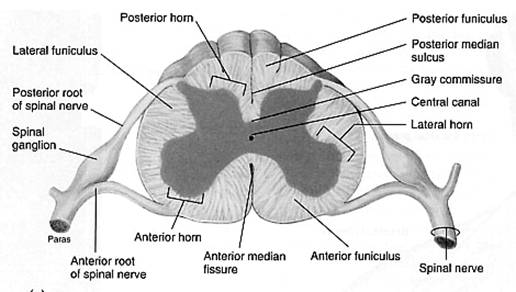 Posterior horn
Posterior funiculus
Lateral funiculus
Posterior median
sulcus
Gray commissure
Posterior root
of spinal nerve
Central canal
Lateral horn
Spinal
ganglion
Paras
Anterior horn
Anterior root
of spinal nerve
Anterior median
fissure
Anterior funiculus
Spinal nerve